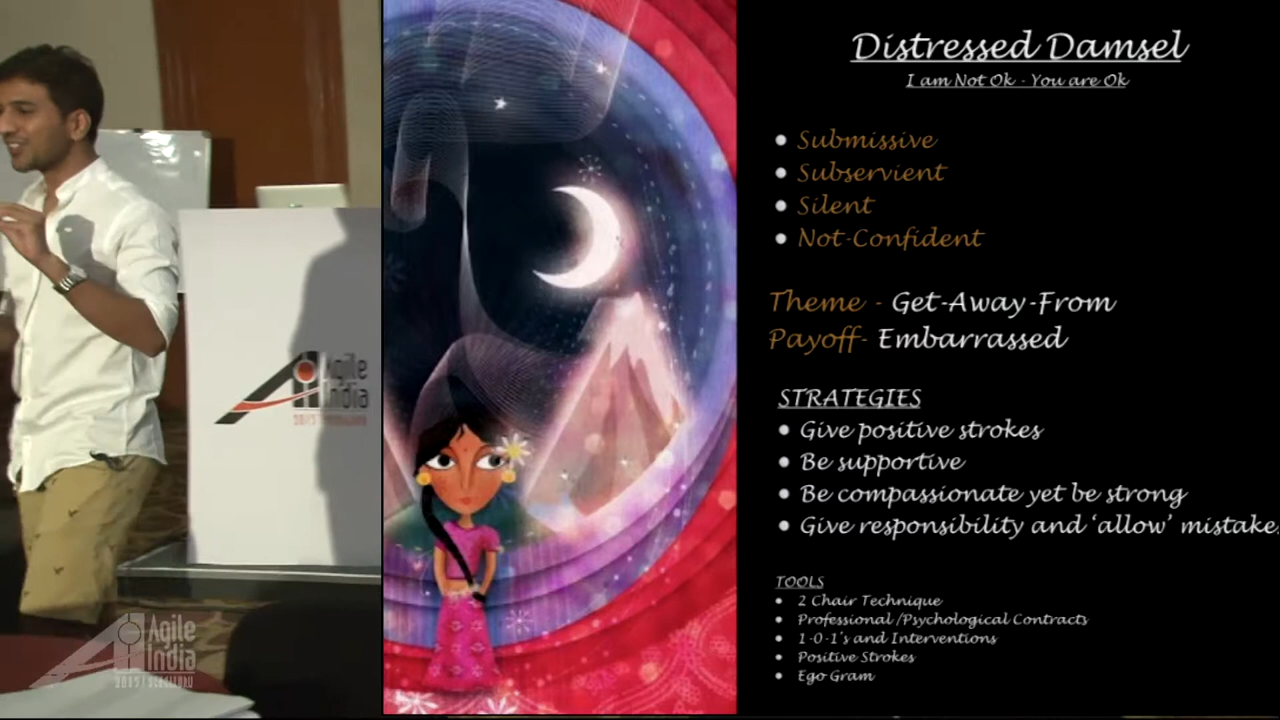 Distressed Damsel
I am Not Ok - You are Ok
Submissive
Subservient
Silent
Not-Confident
Theme - Get-Away-From
Payoff- Embarrassed
STRATEGIES
Give positive strokes
Be supportive
Be compassionate yet be strong
Give responsibility and ‘allow’ mistake
TOOLS
2 Chair Technique
Professional /Psychological Contracts
1-0-1's and Interventions
Positive Strokes
Ego Gram
Agile
India
Agile
India